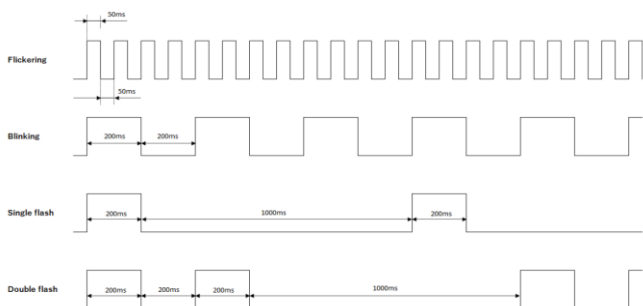 50ms
Flickering
50ms
Blinking
200ms 200ms
Single flash
200ms 1000ms 200ms
Double flash
200ms 200ms 200ms 1000ms